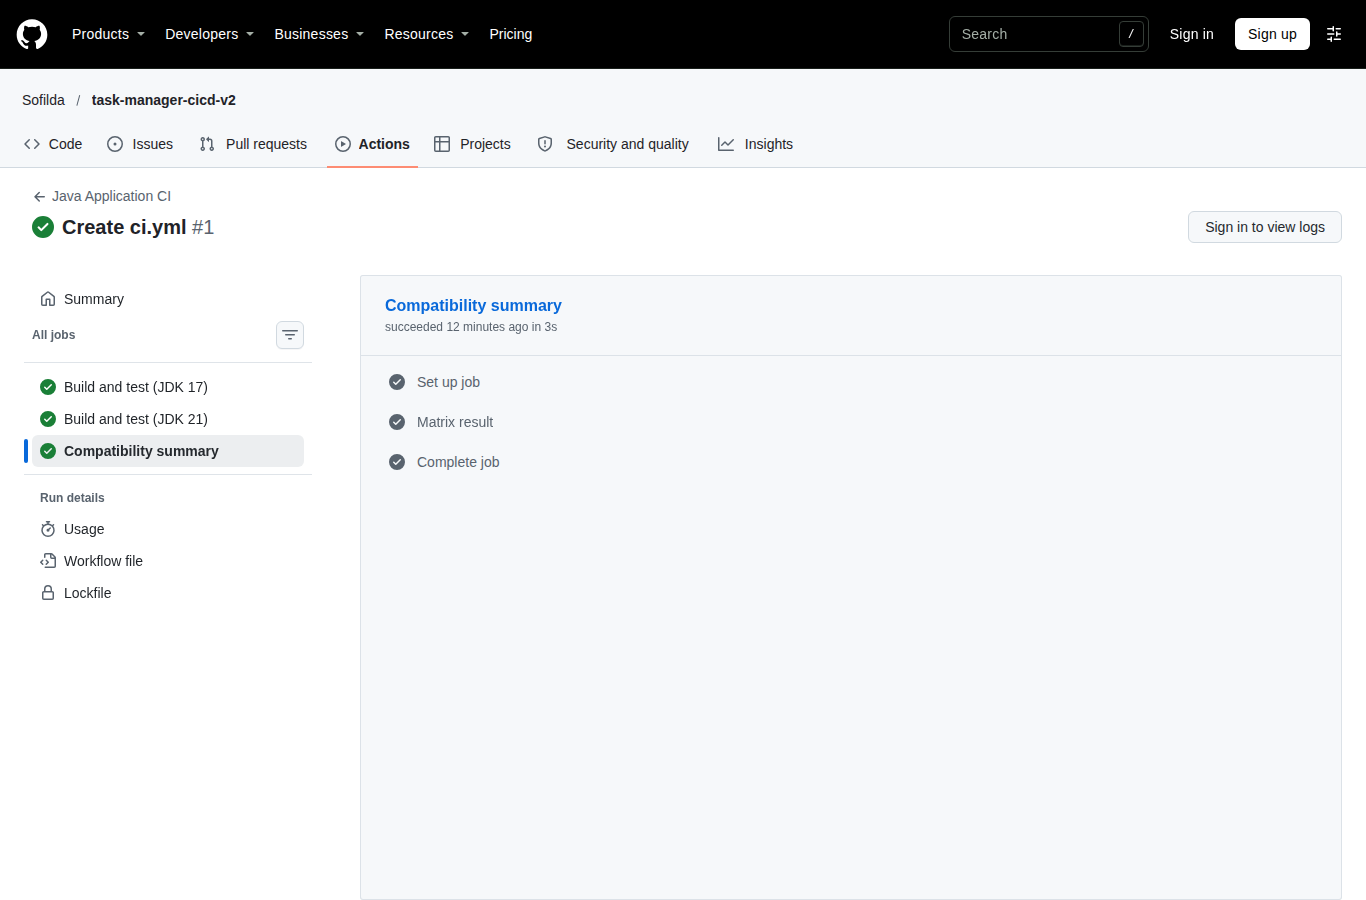 Products Developers Businesses Resources Pricing Search / Sign in Sign up
Sofilda / task-manager-cicd-v2
Code Issues Pull requests Actions Projects Security and quality Insights
Java Application CI
Create ci.yml #1
Sign in to view logs
Summary
All jobs
Build and test (JDK 17)
Build and test (JDK 21)
Compatibility summary
Run details
Usage
Workflow file
Lockfile
Compatibility summary
succeeded 12 minutes ago in 3s
Set up job
Matrix result
Complete job